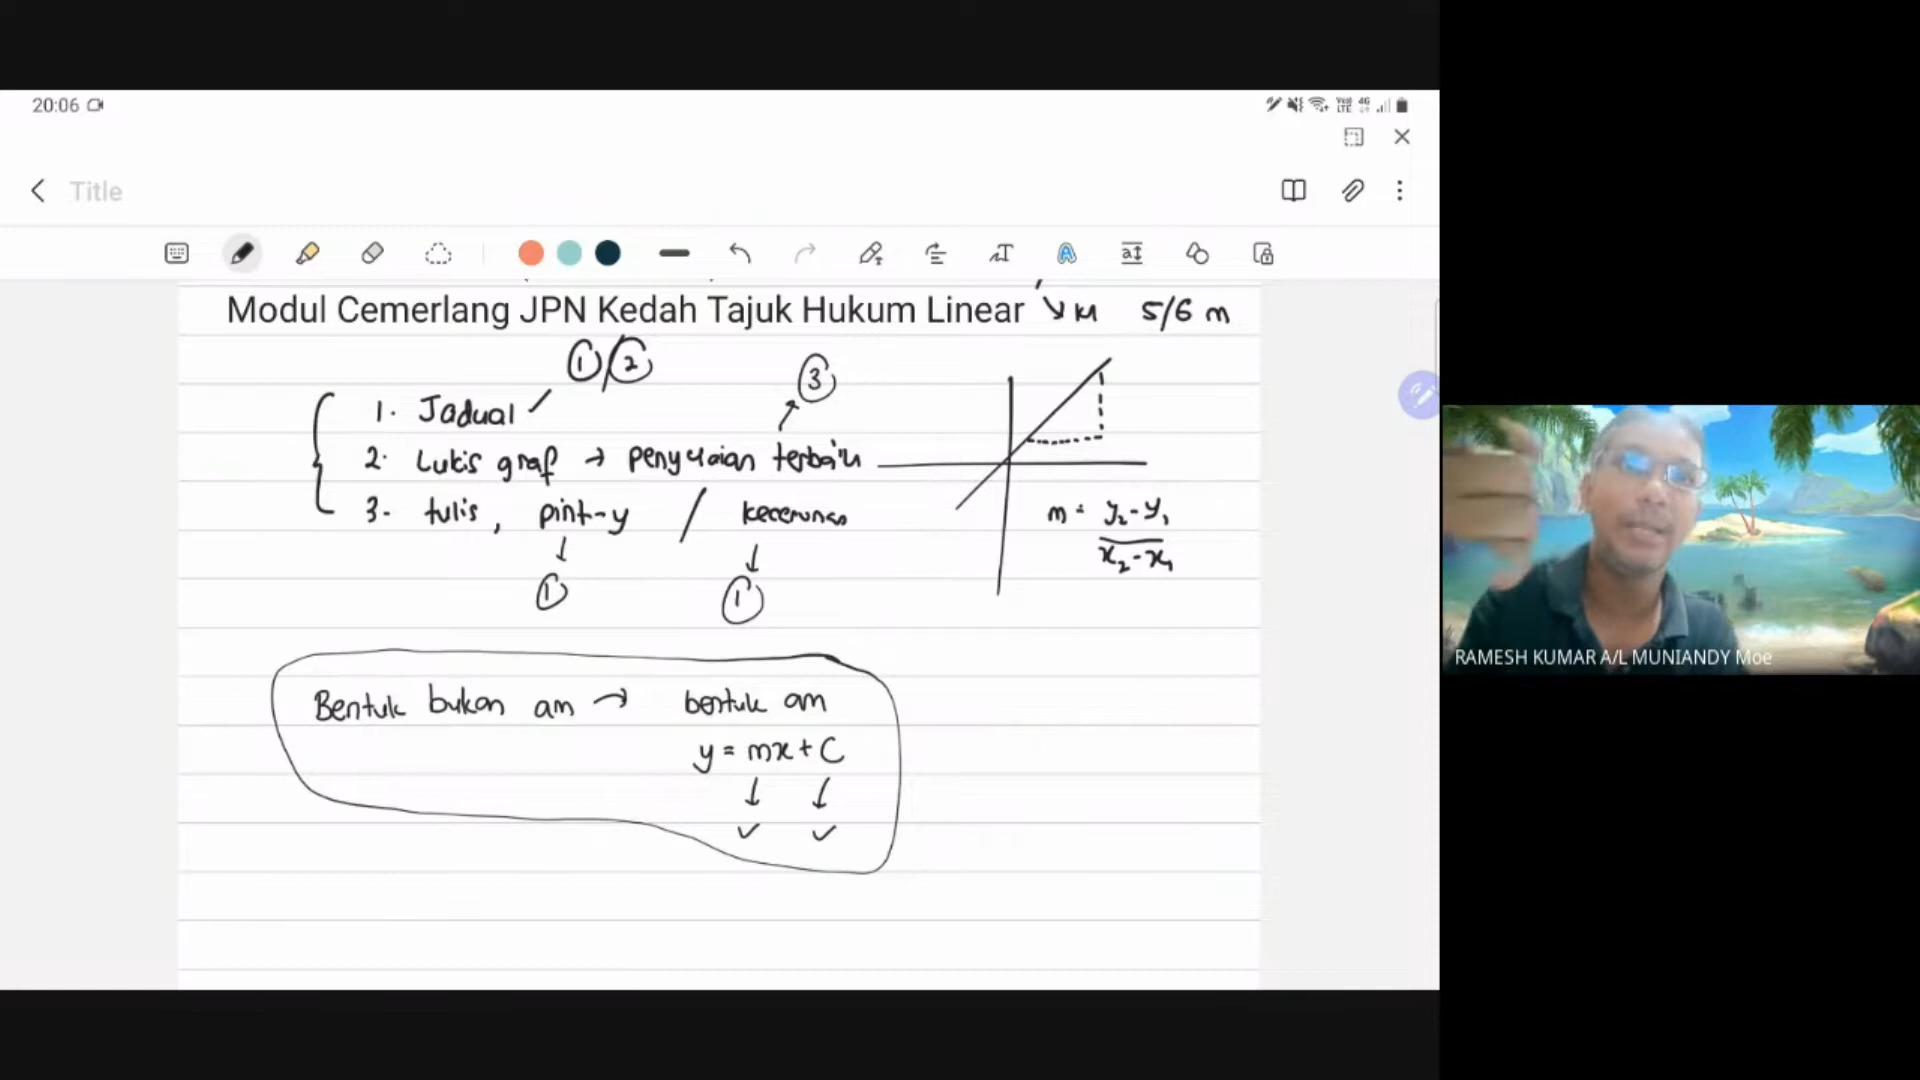 20:06
Title
Modul Cemerlang JPN Kedah Tajuk Hukum Linear 5/6 m
1 / 2
3
1. Jadual
2. Lukis graf → penyuaian terbaik
3. tulis, pint-y / kecerunan
m = y₂-y₁ / x₂-x₁
1 1
Bentuk bukan am → bentuk am
y = mx + C
RAMESH KUMAR A/L MUNIANDY Moe